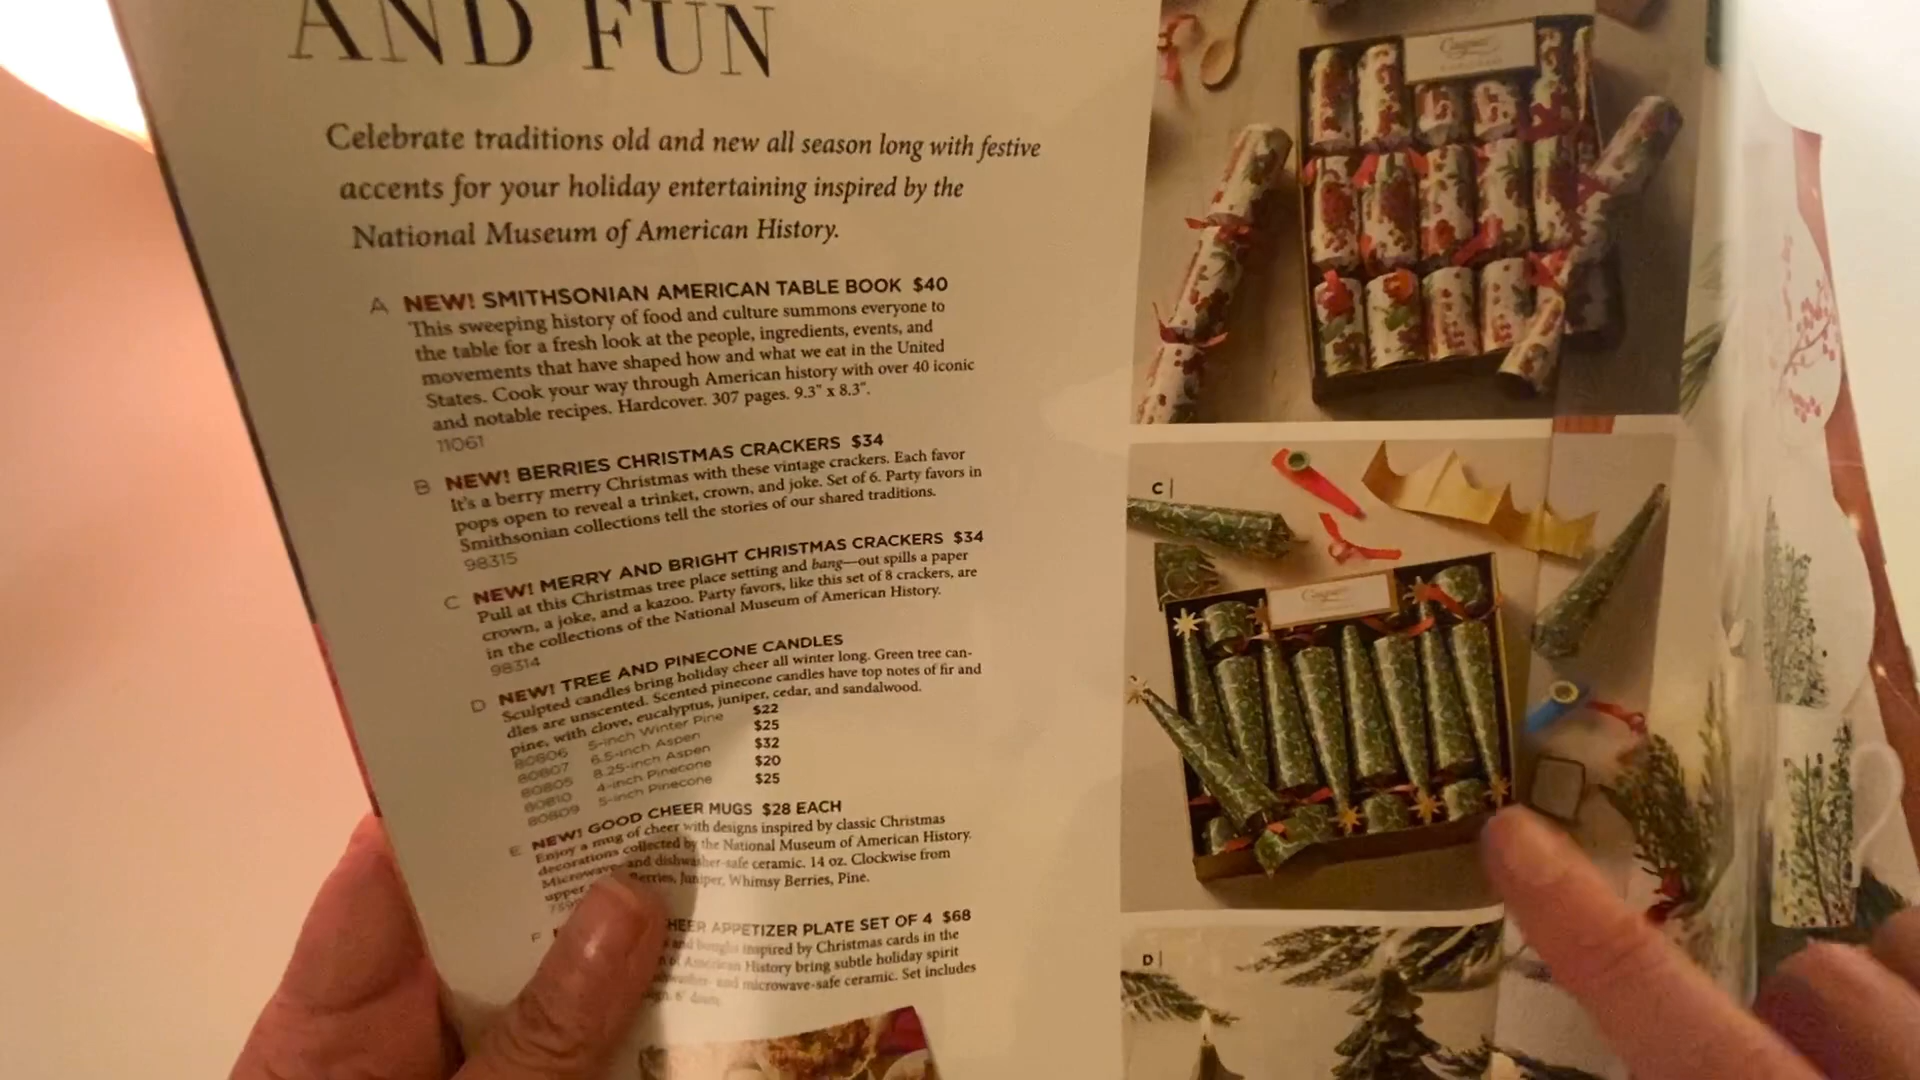 AND FUN
Celebrate traditions old and new all season long with festive
accents for your holiday entertaining inspired by the
National Museum of American History.
A NEW! SMITHSONIAN AMERICAN TABLE BOOK $40
This sweeping history of food and culture summons everyone to
the table for a fresh look at the people, ingredients, events, and
movements that have shaped how and what we eat in the United
States. Cook your way through American history with over 40 iconic
and notable recipes. Hardcover. 307 pages. 9.3" x 8.3".
11061
B NEW! BERRIES CHRISTMAS CRACKERS $34
It's a berry merry Christmas with these vintage crackers. Each favor
pops open to reveal a trinket, crown, and joke. Set of 6. Party favors in
Smithsonian collections tell the stories of our shared traditions.
98315
C NEW! MERRY AND BRIGHT CHRISTMAS CRACKERS $34
Pull at this Christmas tree place setting and bang—out spills a paper
crown, a joke, and a kazoo. Party favors, like this set of 8 crackers, are
in the collections of the National Museum of American History.
98314
D NEW! TREE AND PINECONE CANDLES
Sculpted candles bring holiday cheer all winter long. Green tree can-
dles are unscented. Scented pinecone candles have top notes of fir and
pine, with clove, eucalyptus, juniper, cedar, and sandalwood.
80806 5-inch Winter Pine $22
80807 6.5-inch Aspen $25
80805 8.25-inch Aspen $32
80810 4-inch Pinecone $20
80809 5-inch Pinecone $25
E NEW! GOOD CHEER MUGS $28 EACH
Enjoy a mug of cheer with designs inspired by classic Christmas
decorations collected by the National Museum of American History.
Microwave- and dishwasher-safe ceramic. 14 oz. Clockwise from
upper Berries, Juniper, Whimsy Berries, Pine.
F HEER APPETIZER PLATE SET OF 4 $68
inspired by Christmas cards in the
of American History bring subtle holiday spirit
and microwave-safe ceramic. Set includes
C|
D|